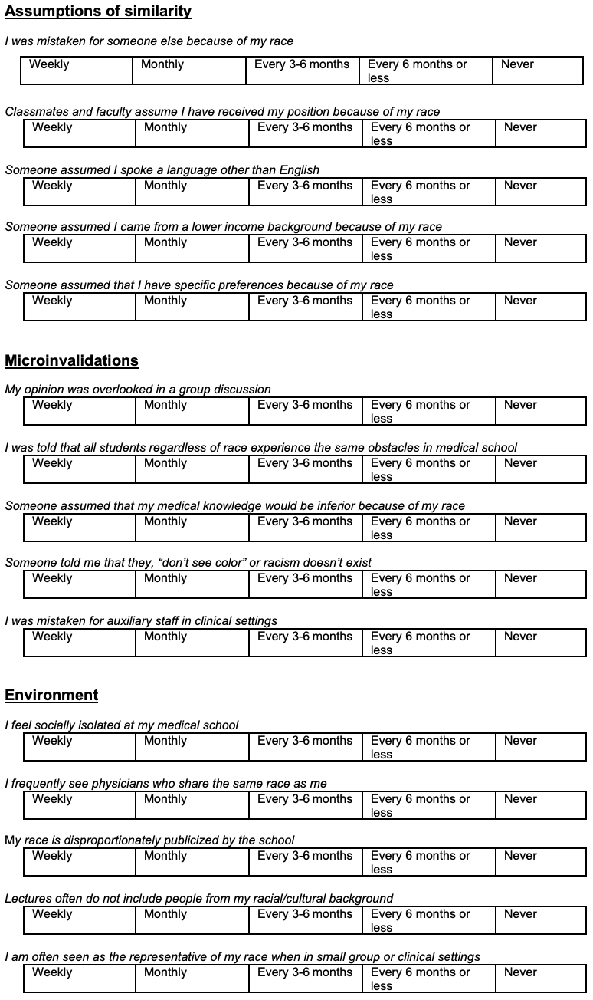 Assumptions of similarity
I was mistaken for someone else because of my race
Weekly Monthly Every 3-6 months Every 6 months or less Never
Classmates and faculty assume I have received my position because of my race
Weekly Monthly Every 3-6 months Every 6 months or less Never
Someone assumed I spoke a language other than English
Weekly Monthly Every 3-6 months Every 6 months or less Never
Someone assumed I came from a lower income background because of my race
Weekly Monthly Every 3-6 months Every 6 months or less Never
Someone assumed that I have specific preferences because of my race
Weekly Monthly Every 3-6 months Every 6 months or less Never
Microinvalidations
My opinion was overlooked in a group discussion
Weekly Monthly Every 3-6 months Every 6 months or less Never
I was told that all students regardless of race experience the same obstacles in medical school
Weekly Monthly Every 3-6 months Every 6 months or less Never
Someone assumed that my medical knowledge would be inferior because of my race
Weekly Monthly Every 3-6 months Every 6 months or less Never
Someone told me that they, “don’t see color” or racism doesn’t exist
Weekly Monthly Every 3-6 months Every 6 months or less Never
I was mistaken for auxiliary staff in clinical settings
Weekly Monthly Every 3-6 months Every 6 months or less Never
Environment
I feel socially isolated at my medical school
Weekly Monthly Every 3-6 months Every 6 months or less Never
I frequently see physicians who share the same race as me
Weekly Monthly Every 3-6 months Every 6 months or less Never
My race is disproportionately publicized by the school
Weekly Monthly Every 3-6 months Every 6 months or less Never
Lectures often do not include people from my racial/cultural background
Weekly Monthly Every 3-6 months Every 6 months or less Never
I am often seen as the representative of my race when in small group or clinical settings
Weekly Monthly Every 3-6 months Every 6 months or less Never